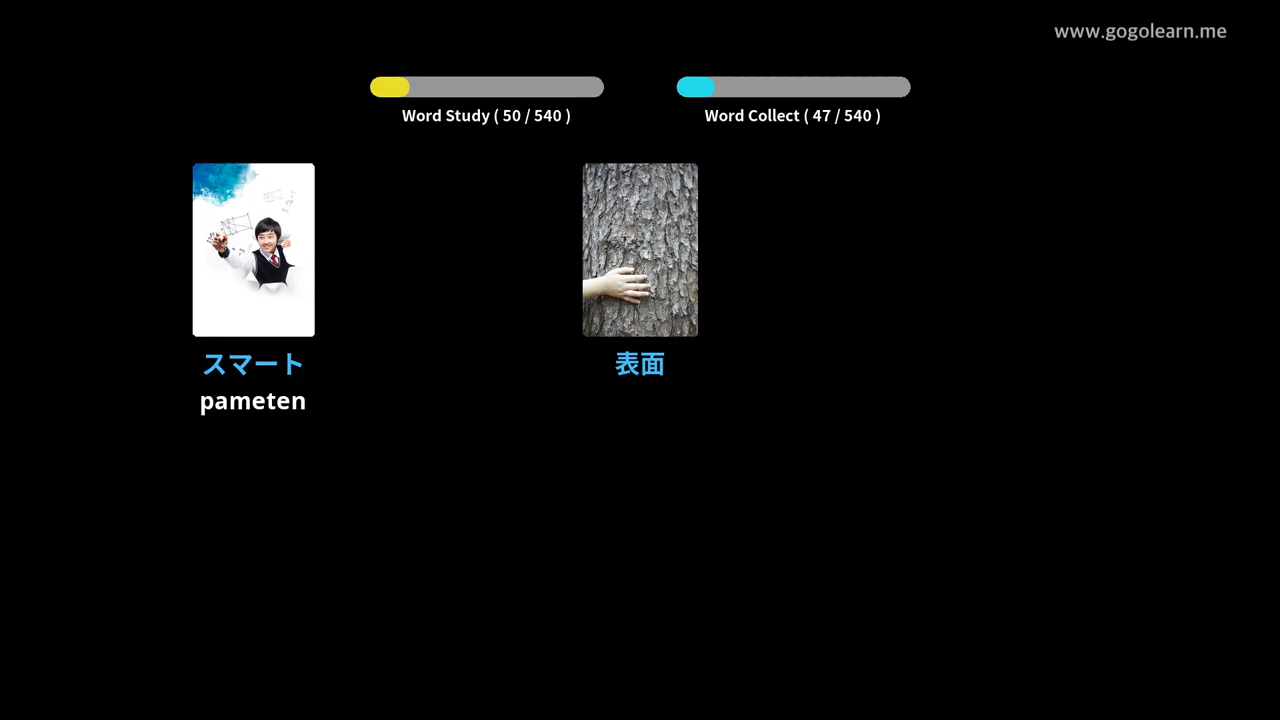 www.gogolearn.me
Word Study ( 50 / 540 )
Word Collect ( 47 / 540 )
スマート
pameten
表面